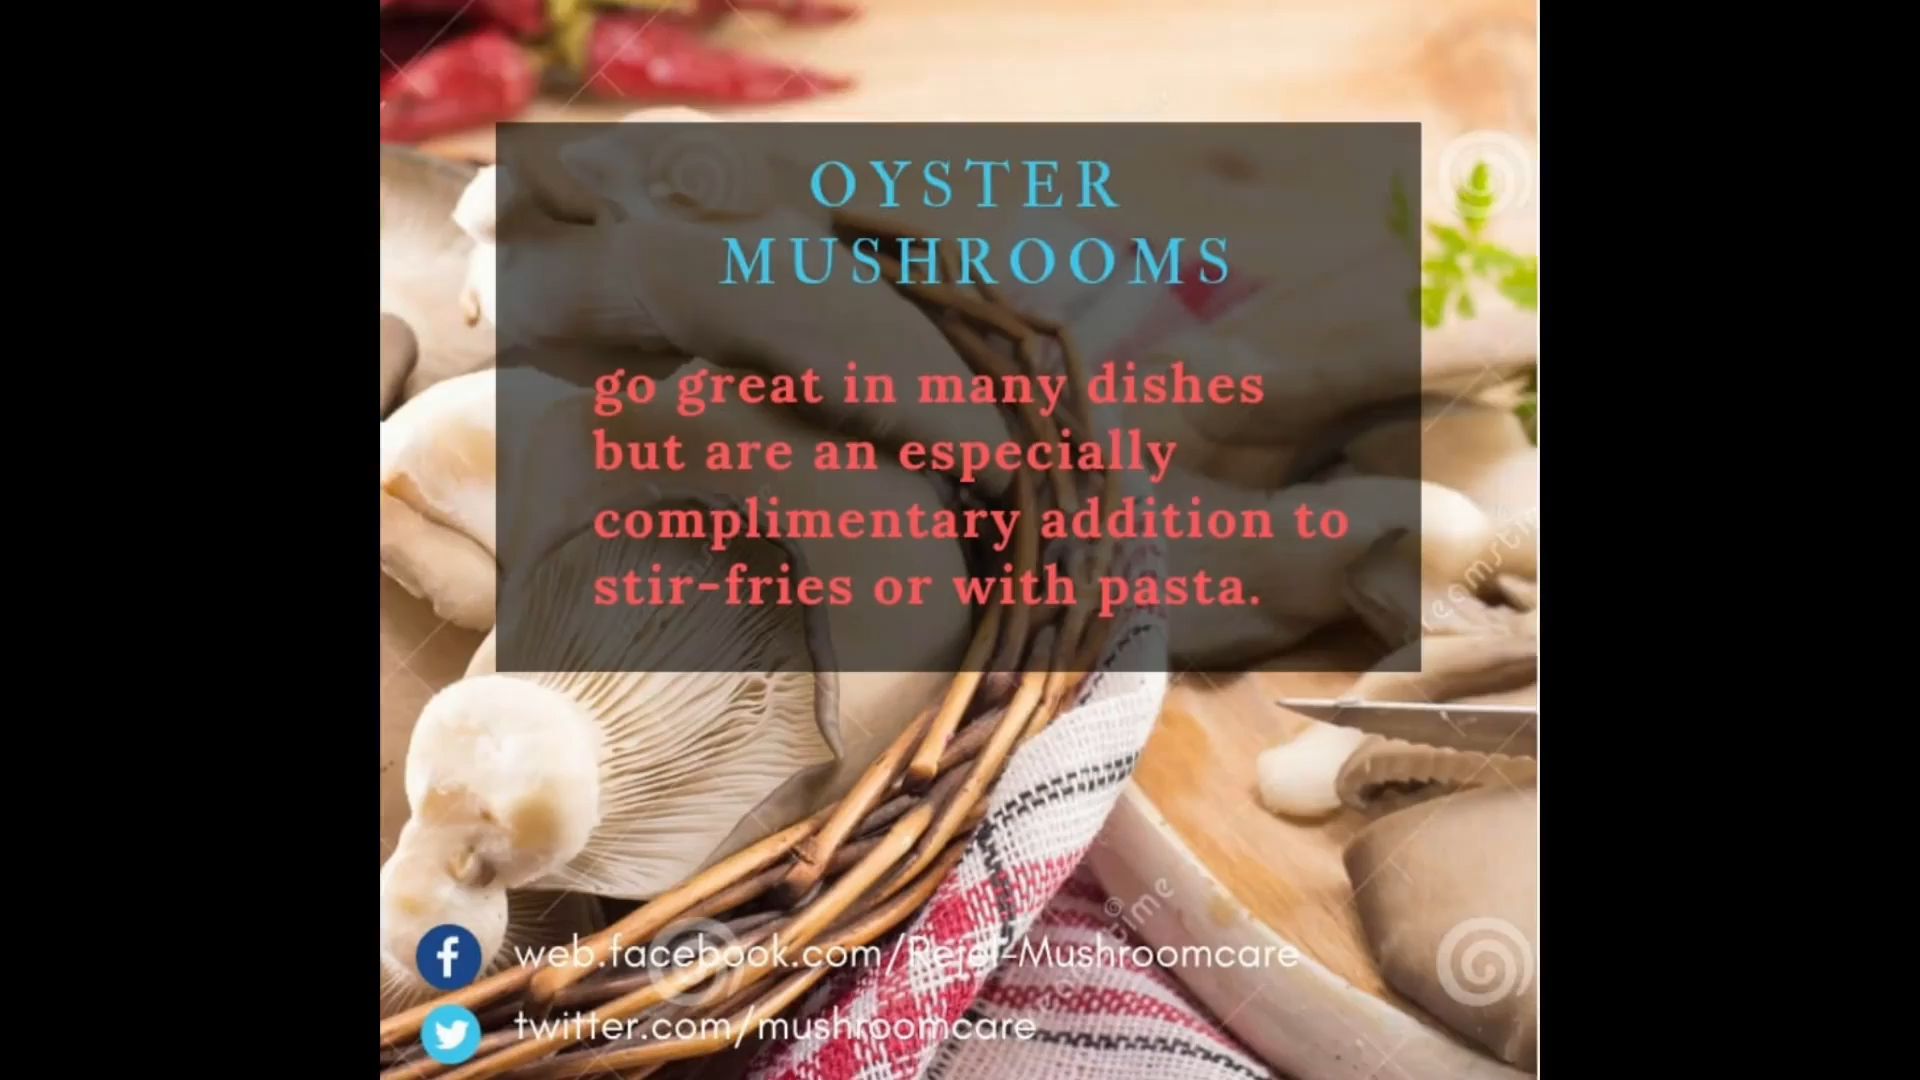 OYSTER
MUSHROOMS
go great in many dishes
but are an especially
complimentary addition to
stir-fries or with pasta.
web.facebook.com/Rejel-Mushroomcare
twitter.com/mushroomcare